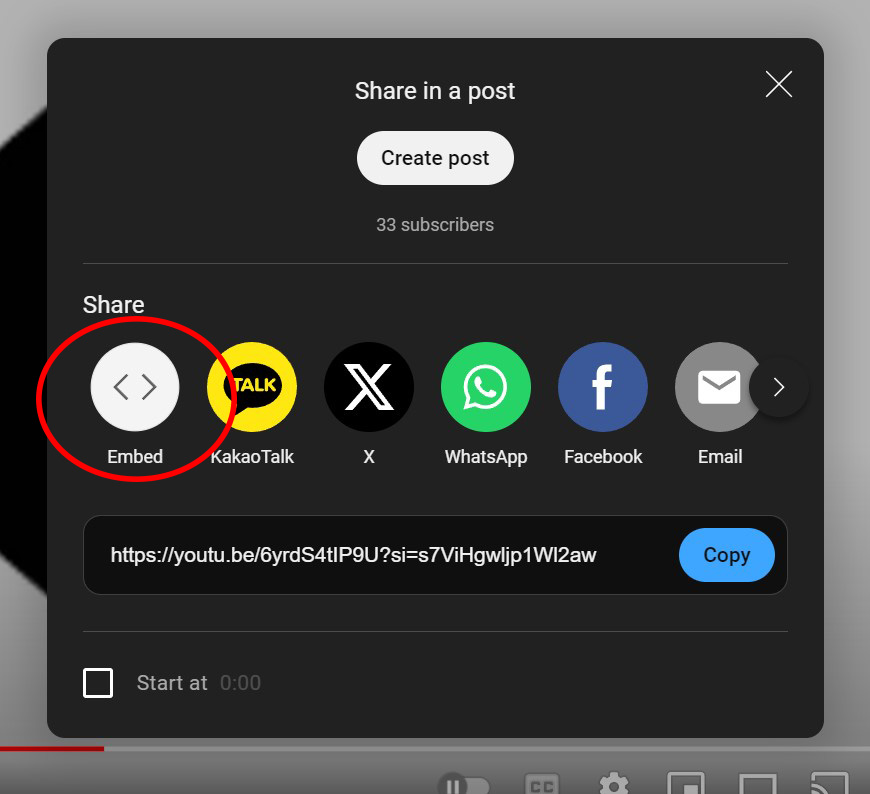 Share in a post
Create post
33 subscribers
Share
TALK
Embed
KakaoTalk
X
WhatsApp
Facebook
Email
https://youtu.be/6yrdS4tIP9U?si=s7ViHgwljp1Wl2aw
Copy
Start at 0:00
CC